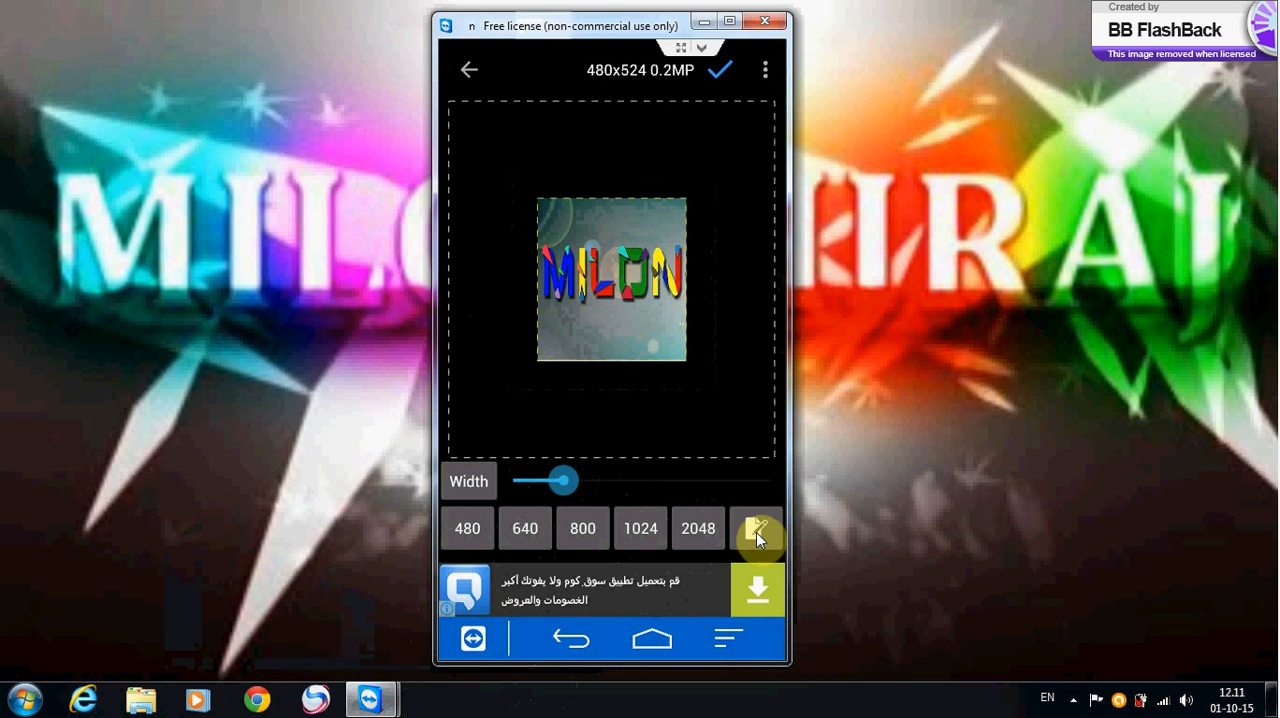 Created by
BB FlashBack
This image removed when licensed
n Free license (non-commercial use only)
480x524 0.2MP
MILON
Width
480 640 800 1024 2048
قم بتحميل تطبيق سوق.كوم ولا يفوتك أكبر
الخصومات والعروض
EN
12.11
01-10-15